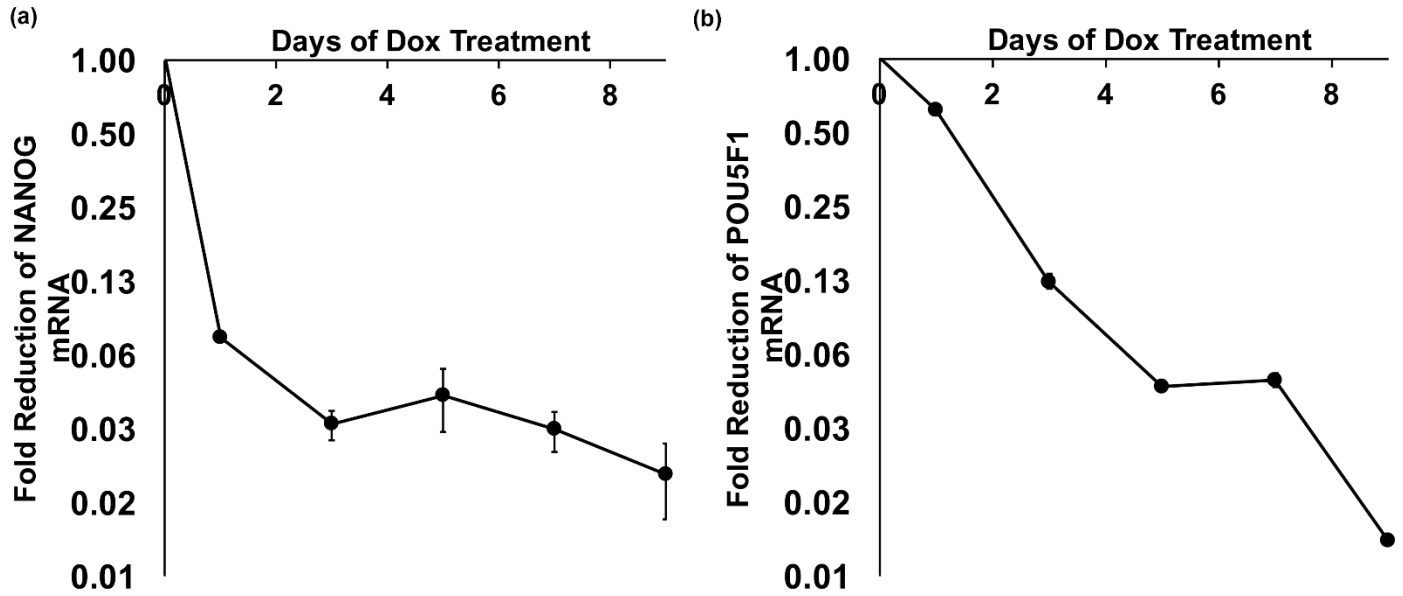 (a)
Days of Dox Treatment
1.00
0 2 4 6 8
0.50
0.25
0.13
0.06
0.03
0.02
0.01
Fold Reduction of NANOG
mRNA
(b)
Days of Dox Treatment
1.00
0 2 4 6 8
0.50
0.25
0.13
0.06
0.03
0.02
0.01
Fold Reduction of POU5F1
mRNA